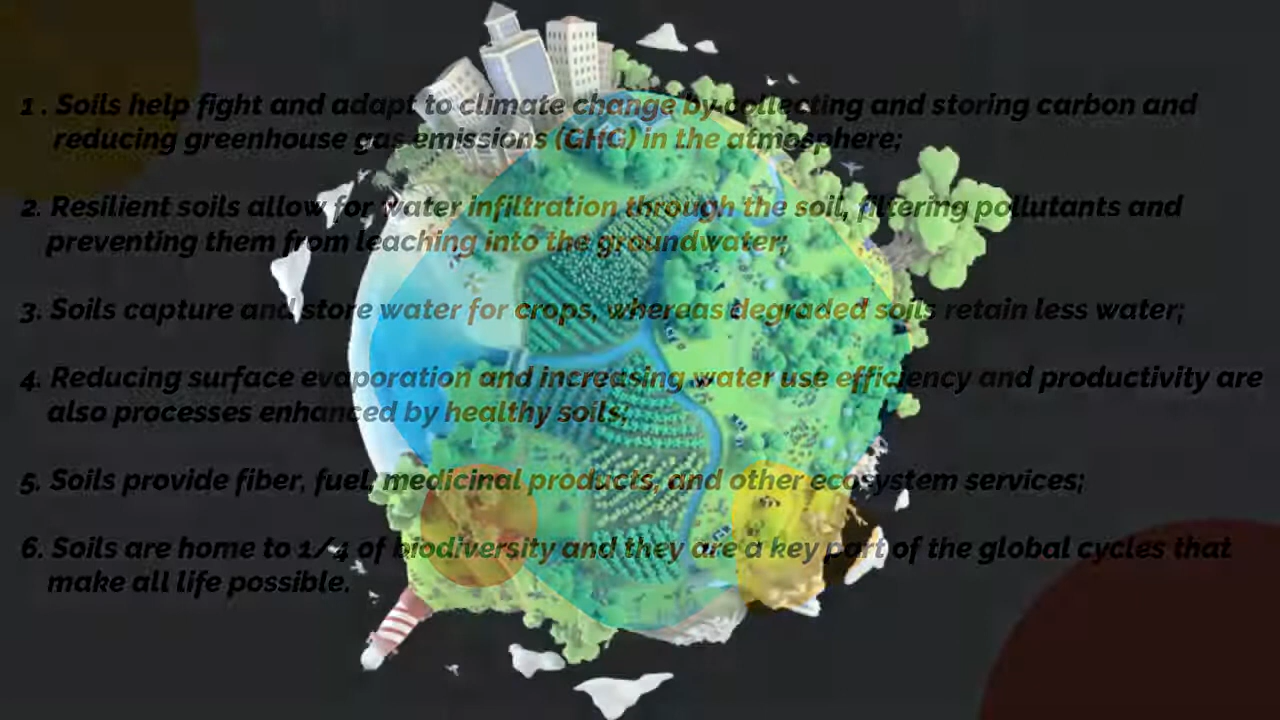 1 . Soils help fight and adapt to climate change by collecting and storing carbon and
reducing greenhouse gas emissions (GHG) in the atmosphere;
2. Resilient soils allow for water infiltration through the soil, filtering pollutants and
preventing them from leaching into the groundwater;
3. Soils capture and store water for crops, whereas degraded soils retain less water;
4. Reducing surface evaporation and increasing water use efficiency and productivity are
also processes enhanced by healthy soils;
5. Soils provide fiber, fuel, medicinal products, and other ecosystem services;
6. Soils are home to 1/4 of biodiversity and they are a key part of the global cycles that
make all life possible.